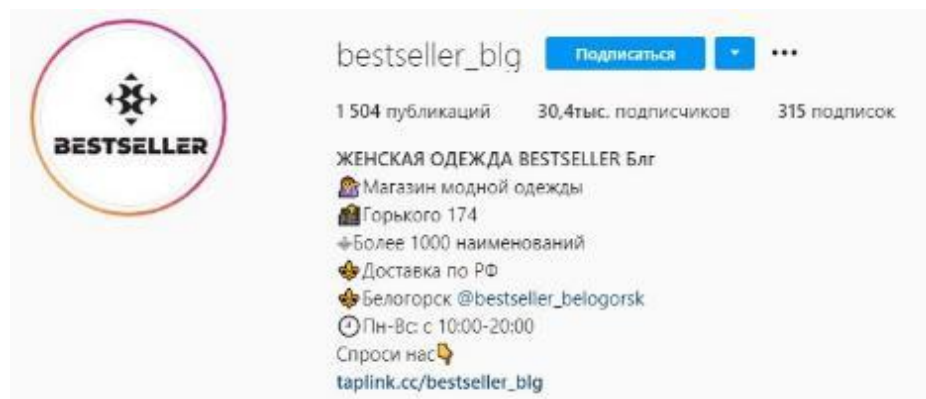 BESTSELLER
bestseller_blg Подписаться
1 504 публикаций 30,4тыс. подписчиков 315 подписок
ЖЕНСКАЯ ОДЕЖДА BESTSELLER Блг
Магазин модной одежды
Горького 174
Более 1000 наименований
Доставка по РФ
Белогорск @bestseller_belogorsk
Пн-Вс: с 10:00-20:00
Спроси нас
taplink.cc/bestseller_blg